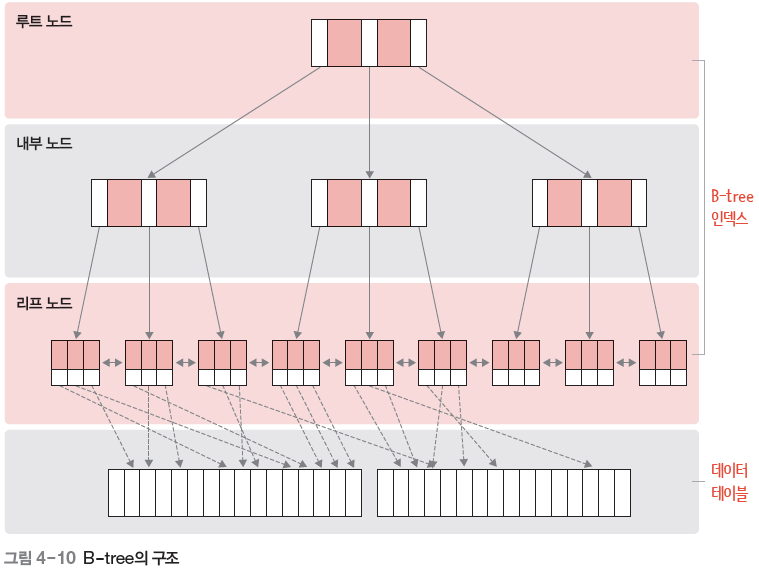 루트 노드
내부 노드
B-tree
인덱스
리프 노드
데이터
테이블
그림 4-10 B-tree의 구조